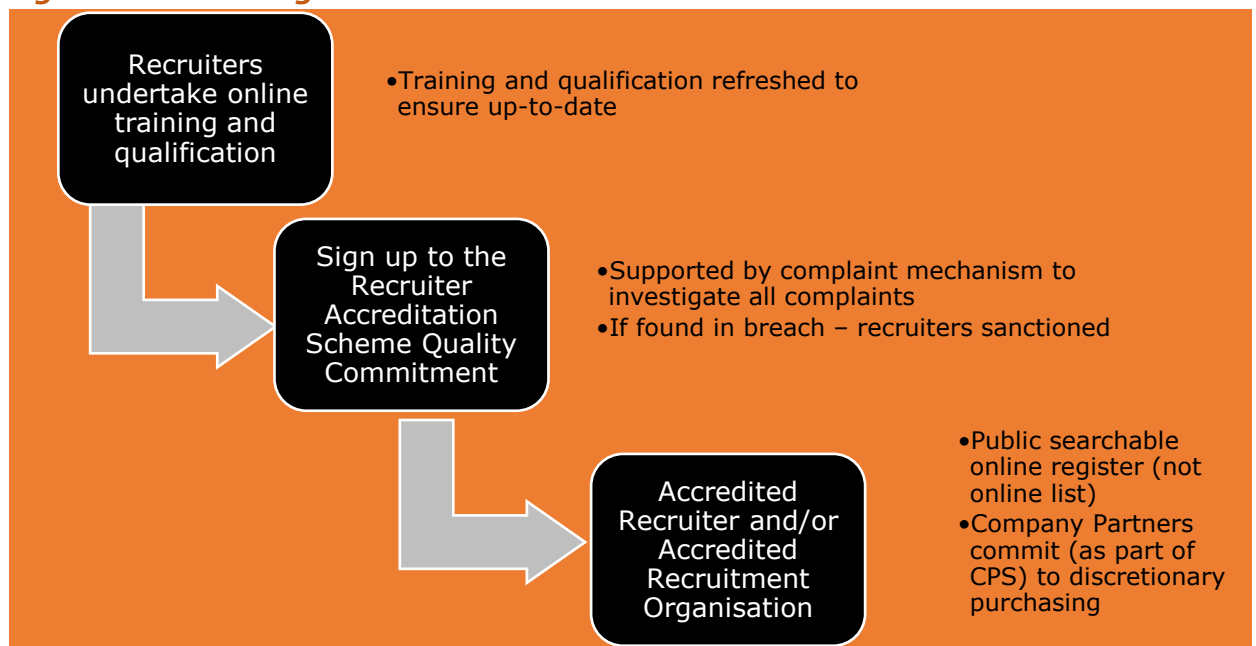 Recruiters
undertake online
training and
qualification
•Training and qualification refreshed to
ensure up-to-date
Sign up to the
Recruiter
Accreditation
Scheme Quality
Commitment
•Supported by complaint mechanism to
investigate all complaints
•If found in breach – recruiters sanctioned
Accredited
Recruiter and/or
Accredited
Recruitment
Organisation
•Public searchable
online register (not
online list)
•Company Partners
commit (as part of
CPS) to discretionary
purchasing